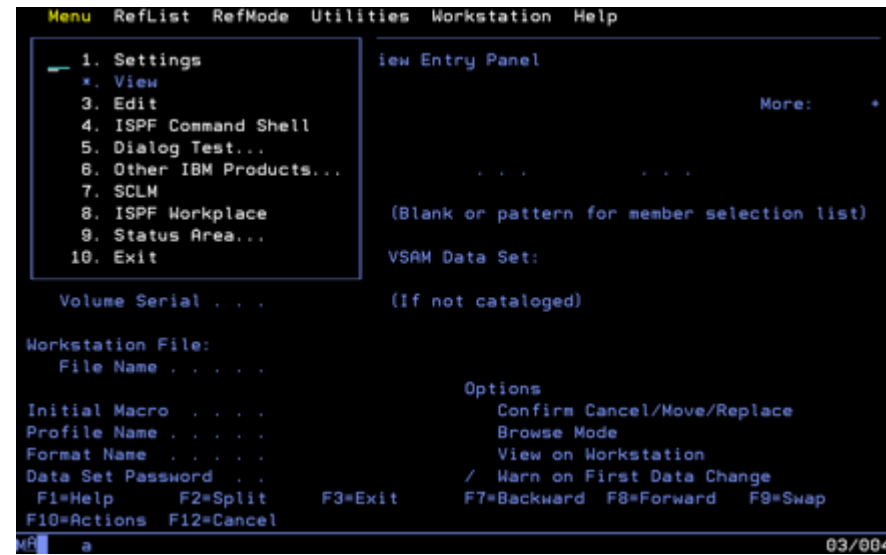 Menu RefList RefMode Utilities Workstation Help
__ 1. Settings iew Entry Panel
*. View
3. Edit More: +
4. ISPF Command Shell
5. Dialog Test...
6. Other IBM Products... . . . . . .
7. SCLM
8. ISPF Workplace (Blank or pattern for member selection list)
9. Status Area...
10. Exit VSAM Data Set:
Volume Serial . . . (If not cataloged)
Workstation File:
File Name . . . . .
Options
Initial Macro . . . . Confirm Cancel/Move/Replace
Profile Name . . . . . Browse Mode
Format Name . . . . . View on Workstation
Data Set Password . . / Warn on First Data Change
F1=Help F2=Split F3=Exit F7=Backward F8=Forward F9=Swap
F10=Actions F12=Cancel
MA a 03/004